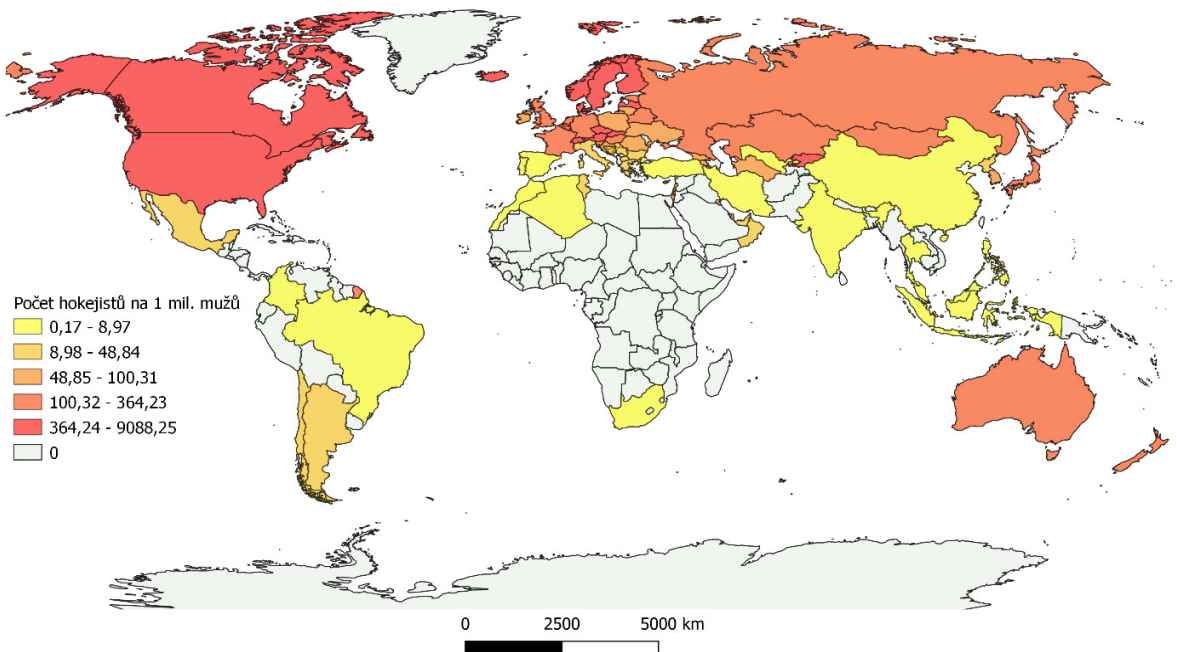 Počet hokejistů na 1 mil. mužů
0,17 - 8,97
8,98 - 48,84
48,85 - 100,31
100,32 - 364,23
364,24 - 9088,25
0
0 2500 5000 km